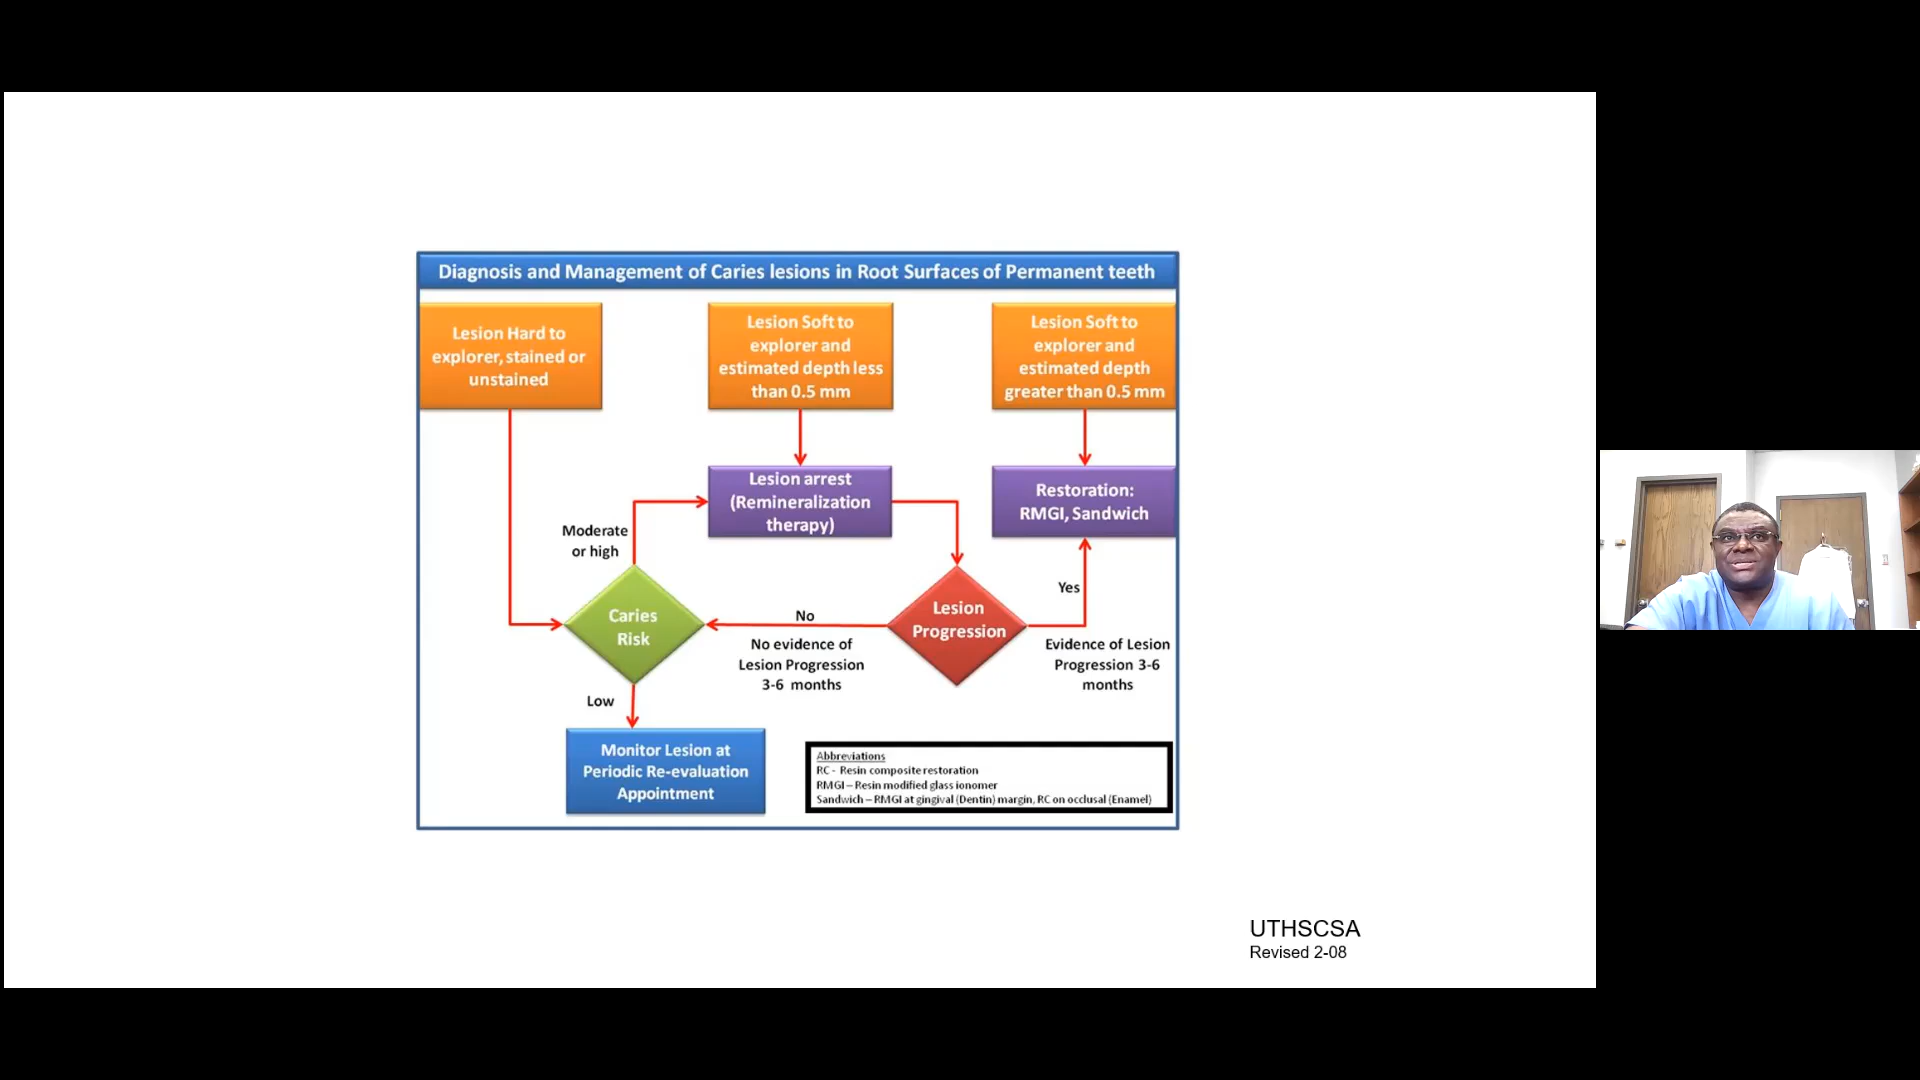 Diagnosis and Management of Caries lesions in Root Surfaces of Permanent teeth
Lesion Hard to
explorer, stained or
unstained
Lesion Soft to
explorer and
estimated depth less
than 0.5 mm
Lesion Soft to
explorer and
estimated depth
greater than 0.5 mm
Lesion arrest
(Remineralization
therapy)
Restoration:
RMGI, Sandwich
Moderate
or high
Caries
Risk
No
No evidence of
Lesion Progression
3-6 months
Lesion
Progression
Yes
Evidence of Lesion
Progression 3-6
months
Low
Monitor Lesion at
Periodic Re-evaluation
Appointment
Abbreviations
RC - Resin composite restoration
RMGI – Resin modified glass ionomer
Sandwich – RMGI at gingival (Dentin) margin, RC on occlusal (Enamel)
UTHSCSA
Revised 2-08